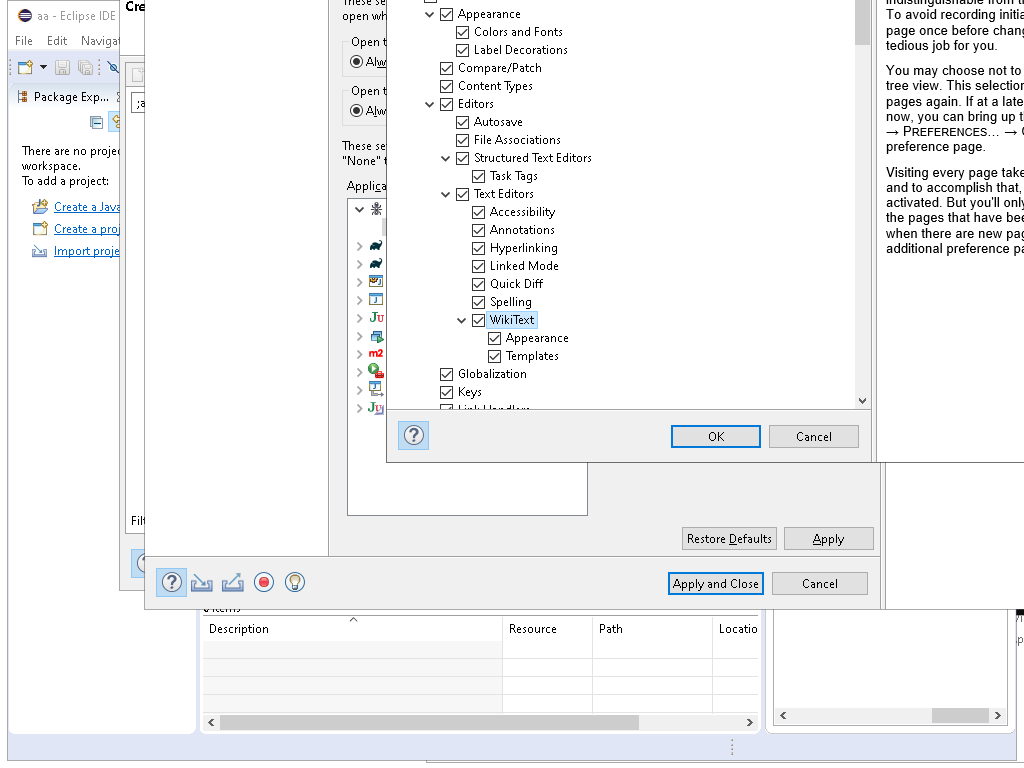 aa - Eclipse IDE
Cre
File Edit Navigat
Package Exp...
There are no projec
workspace.
To add a project:
Create a Java
Create a proj
Import proje
;a
open wh
Open t
Alw
Open t
Alw
These se
"None" t
Applica
Appearance
Colors and Fonts
Label Decorations
Compare/Patch
Content Types
Editors
Autosave
File Associations
Structured Text Editors
Task Tags
Text Editors
Accessibility
Annotations
Hyperlinking
Linked Mode
Quick Diff
Spelling
WikiText
Appearance
Templates
Globalization
Keys
Link Handlers
OK
Cancel
To avoid recording initia
page once before chang
tedious job for you.
You may choose not to
tree view. This selection
pages again. If at a late
now, you can bring up th
→ PREFERENCES... →
preference page.
Visiting every page take
and to accomplish that,
activated. But you'll only
the pages that have bee
when there are new pag
additional preference pa
Filt
Restore Defaults
Apply
Apply and Close
Cancel
0 items
Description
Resource
Path
Locatio